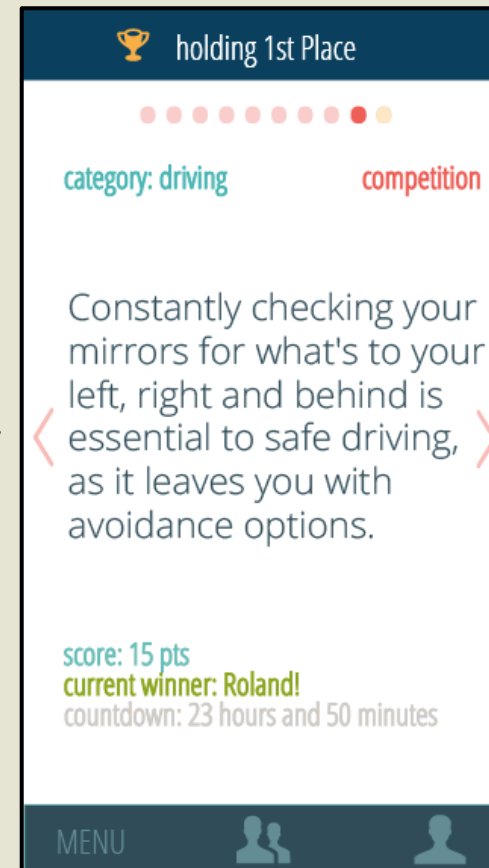 holding 1st Place
category: driving
competition
Constantly checking your
mirrors for what's to your
left, right and behind is
essential to safe driving,
as it leaves you with
avoidance options.
score: 15 pts
current winner: Roland!
countdown: 23 hours and 50 minutes
MENU